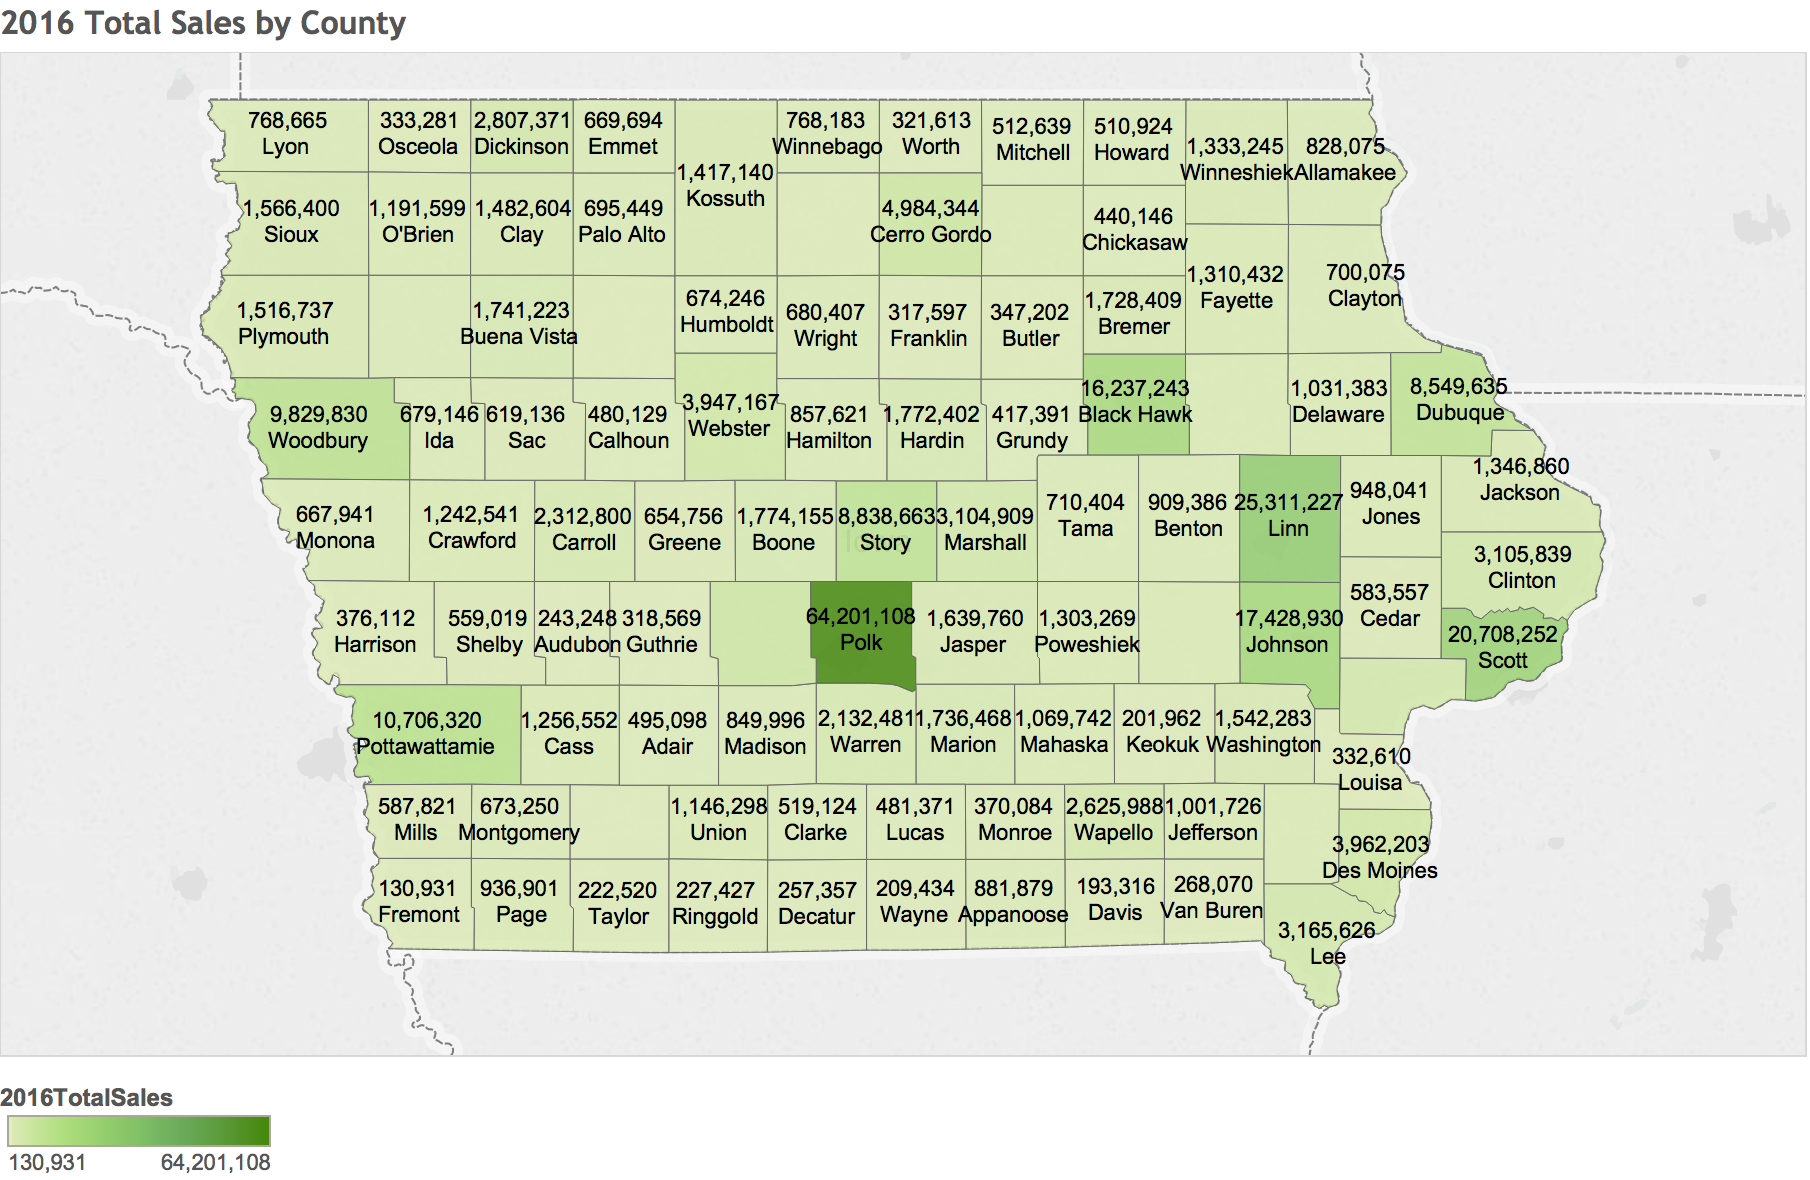 2016 Total Sales by County
768,665
Lyon
333,281
Osceola
2,807,371
Dickinson
669,694
Emmet
1,417,140
Kossuth
768,183
Winnebago
321,613
Worth
512,639
Mitchell
510,924
Howard
1,333,245
Winneshiek
828,075
Allamakee
1,566,400
Sioux
1,191,599
O'Brien
1,482,604
Clay
695,449
Palo Alto
4,984,344
Cerro Gordo
440,146
Chickasaw
1,310,432
Fayette
700,075
Clayton
1,516,737
Plymouth
1,741,223
Buena Vista
674,246
Humboldt
680,407
Wright
317,597
Franklin
347,202
Butler
1,728,409
Bremer
9,829,830
Woodbury
679,146
Ida
619,136
Sac
480,129
Calhoun
3,947,167
Webster
857,621
Hamilton
1,772,402
Hardin
417,391
Grundy
16,237,243
Black Hawk
1,031,383
Delaware
8,549,635
Dubuque
667,941
Monona
1,242,541
Crawford
2,312,800
Carroll
654,756
Greene
1,774,155
Boone
8,838,663
Story
3,104,909
Marshall
710,404
Tama
909,386
Benton
25,311,227
Linn
948,041
Jones
1,346,860
Jackson
3,105,839
Clinton
376,112
Harrison
559,019
Shelby
243,248
Audubon
318,569
Guthrie
64,201,108
Polk
1,639,760
Jasper
1,303,269
Poweshiek
17,428,930
Johnson
583,557
Cedar
20,708,252
Scott
10,706,320
Pottawattamie
1,256,552
Cass
495,098
Adair
849,996
Madison
2,132,481
Warren
1,736,468
Marion
1,069,742
Mahaska
201,962
Keokuk
1,542,283
Washington
332,610
Louisa
587,821
Mills
673,250
Montgomery
1,146,298
Union
519,124
Clarke
481,371
Lucas
370,084
Monroe
2,625,988
Wapello
1,001,726
Jefferson
3,962,203
Des Moines
130,931
Fremont
936,901
Page
222,520
Taylor
227,427
Ringgold
257,357
Decatur
209,434
Wayne
881,879
Appanoose
193,316
Davis
268,070
Van Buren
3,165,626
Lee
2016TotalSales
130,931
64,201,108